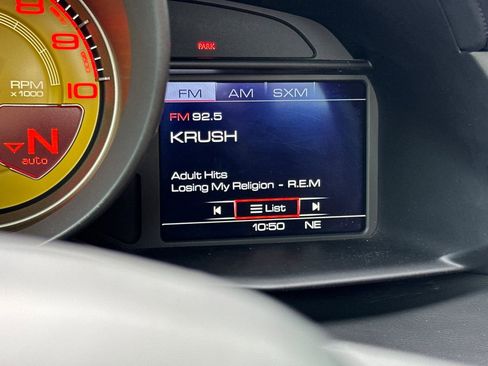 PARK
8
9
10
RPM
x1000
N
auto
FM AM SXM
FM 92.5
KRUSH
Adult Hits
Losing My Religion - R.E.M
List
10:50 NE